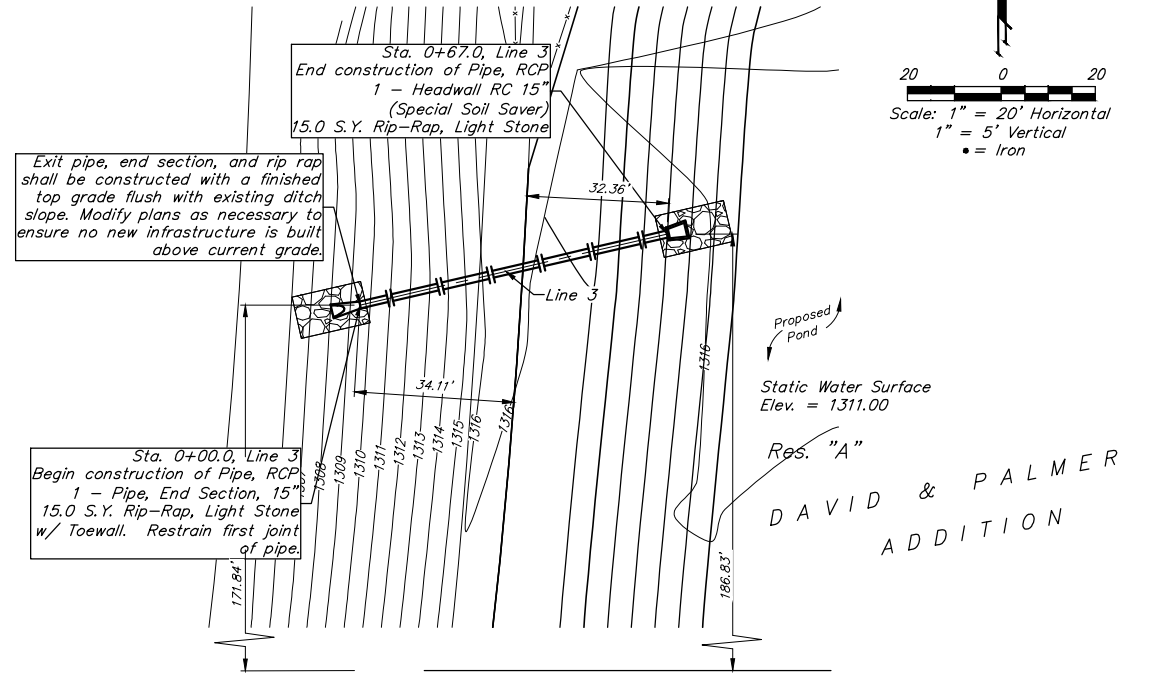 Sta. 0+67.0, Line 3
End construction of Pipe, RCP
1 - Headwall RC 15"
(Special Soil Saver)
15.0 S.Y. Rip-Rap, Light Stone
20 0 20
Scale: 1" = 20' Horizontal
1" = 5' Vertical
= Iron
Exit pipe, end section, and rip rap
shall be constructed with a finished
top grade flush with existing ditch
slope. Modify plans as necessary to
ensure no new infrastructure is built
above current grade.
32.36'
Line 3
Proposed
Pond
1316
34.11'
Static Water Surface
Elev. = 1311.00
Res. "A"
1308
1309
1310
1311
1312
1313
1314
1315
1316
1316
Sta. 0+00.0, Line 3
Begin construction of Pipe, RCP
1 - Pipe, End Section, 15"
15.0 S.Y. Rip-Rap, Light Stone
w/ Toewall. Restrain first joint
of pipe.
DAVID & PALMER
ADDITION
171.84'
186.83'